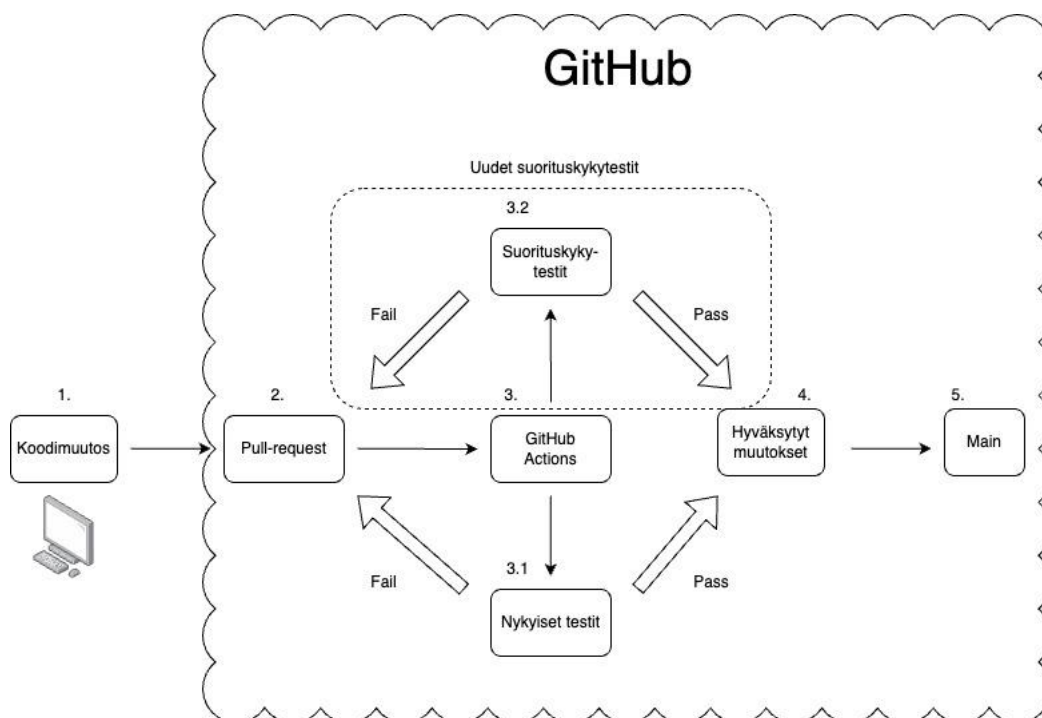 GitHub
Uudet suorituskykytestit
3.2
Suorituskyky-
testit
Fail
Pass
1.
2.
3.
4.
5.
Koodimuutos
Pull-request
GitHub
Actions
Hyväksytyt
muutokset
Main
3.1
Fail
Pass
Nykyiset testit